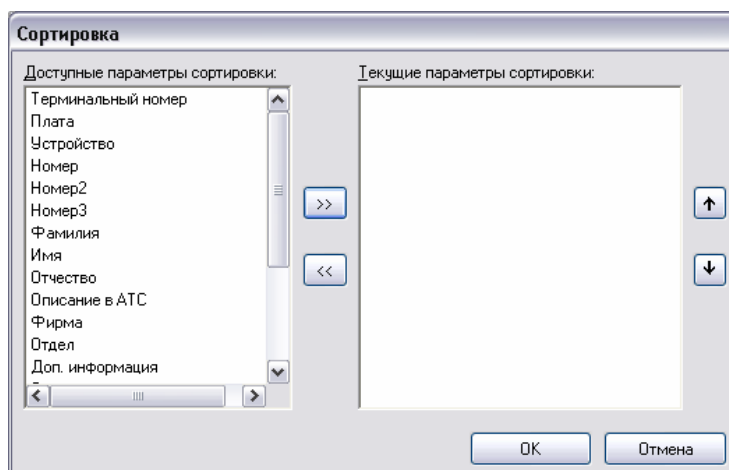 Сортировка
Доступные параметры сортировки:
Текущие параметры сортировки:
Терминальный номер
Плата
Устройство
Номер
Номер2
Номер3
Фамилия
Имя
Отчество
Описание в АТС
Фирма
Отдел
Доп. информация
>>
<<
OK
Отмена